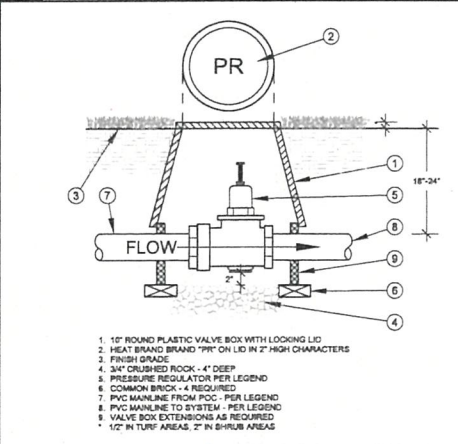 2
PR
*
1
18"-24"
3
5
7
8
FLOW
9
2"
6
4
1. 10" ROUND PLASTIC VALVE BOX WITH LOCKING LID
2. HEAT BRAND BRAND "PR" ON LID IN 2" HIGH CHARACTERS
3. FINISH GRADE
4. 3/4" CRUSHED ROCK - 4" DEEP
5. PRESSURE REGULATOR PER LEGEND
6. COMMON BRICK - 4 REQUIRED
7. PVC MAINLINE FROM POC - PER LEGEND
8. PVC MAINLINE TO SYSTEM - PER LEGEND
9. VALVE BOX EXTENSIONS AS REQUIRED
* 1/2" IN TURF AREAS, 2" IN SHRUB AREAS